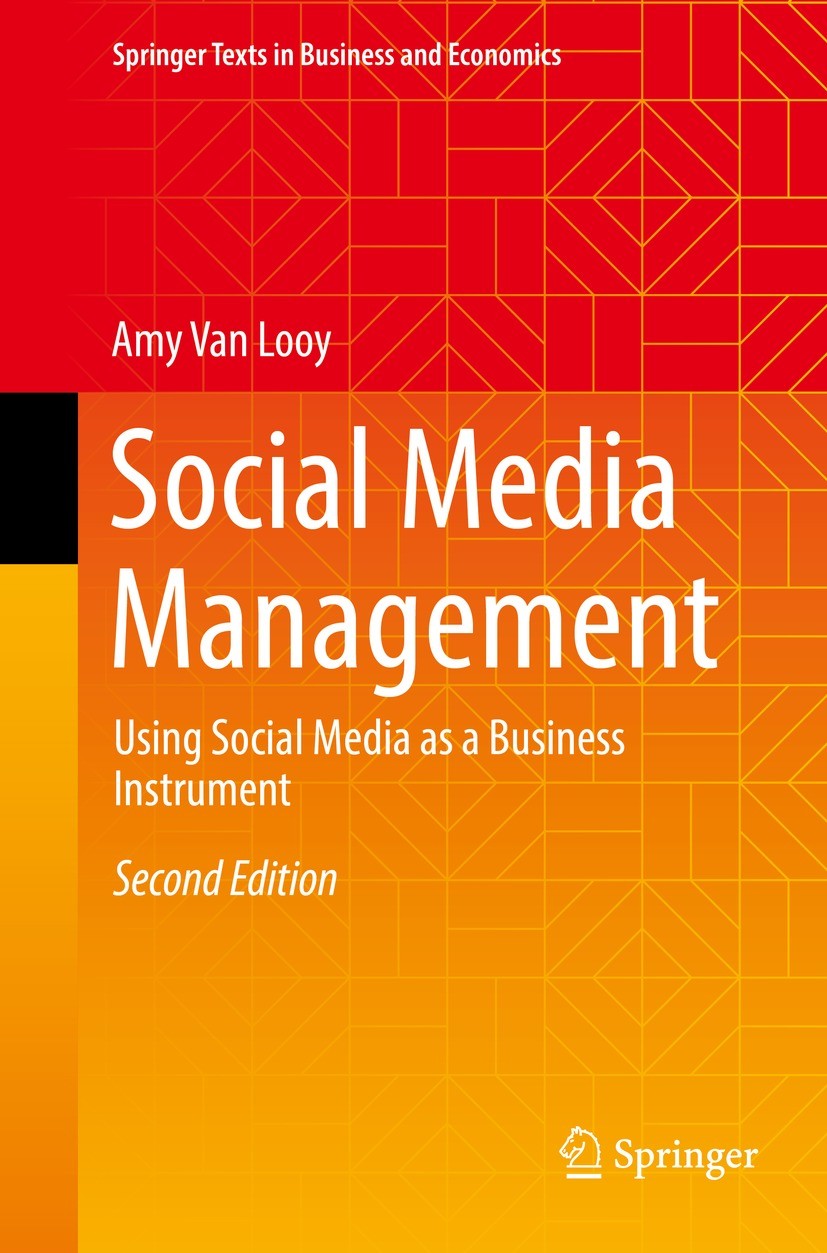 Springer Texts in Business and Economics
Amy Van Looy
Social Media
Management
Using Social Media as a Business
Instrument
Second Edition
Springer